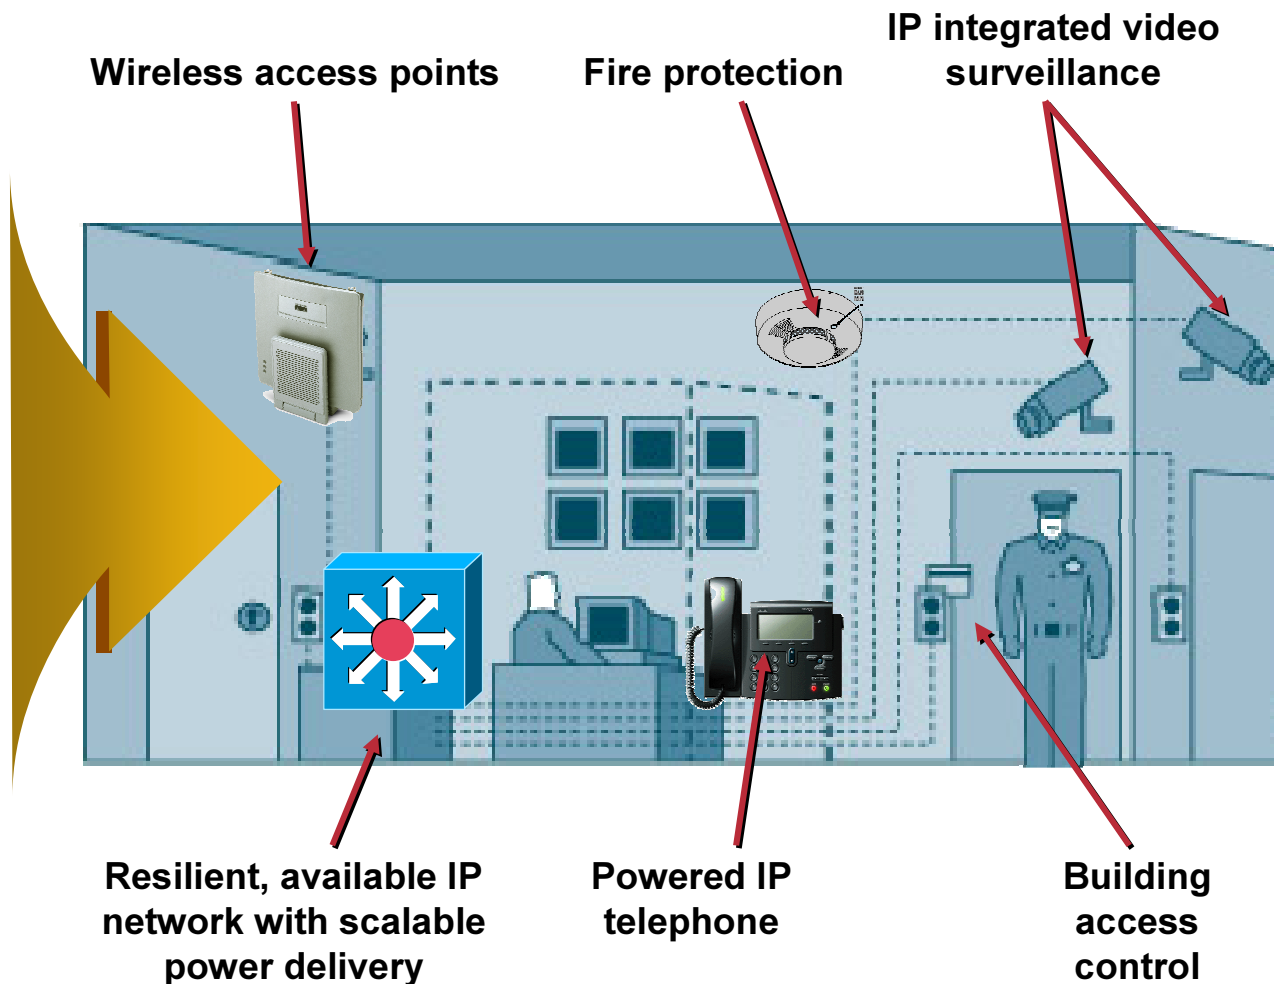 Wireless access points
Fire protection
IP integrated video
surveillance
Resilient, available IP
network with scalable
power delivery
Powered IP
telephone
Building
access
control